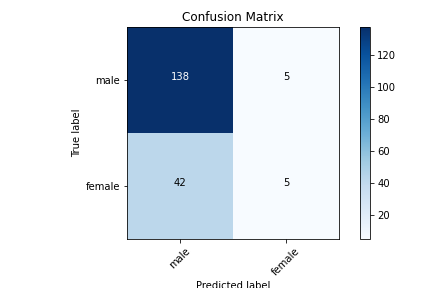 Confusion Matrix
138 5
42 5
male
female
True label
male female
Predicted label
120
100
80
60
40
20